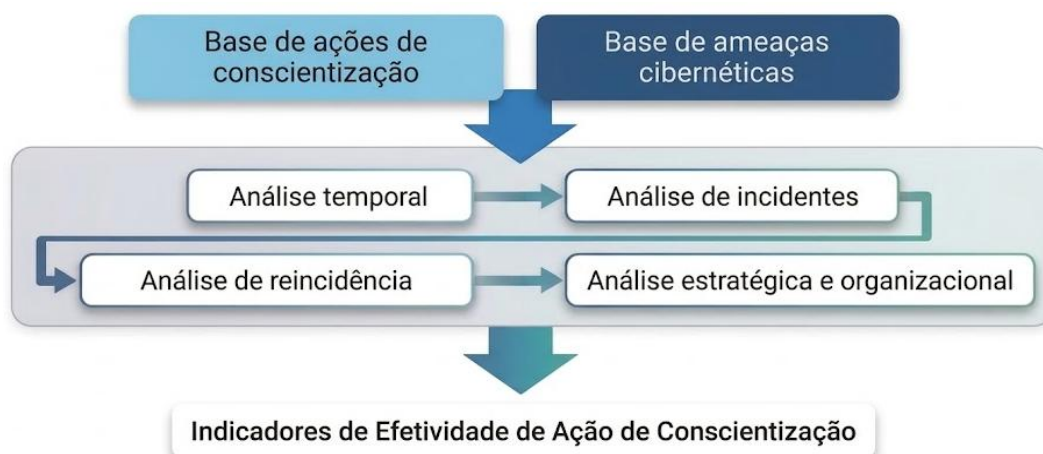 Base de ações de
conscientização
Base de ameaças
cibernéticas
Análise temporal
Análise de incidentes
Análise de reincidência
Análise estratégica e organizacional
Indicadores de Efetividade de Ação de Conscientização